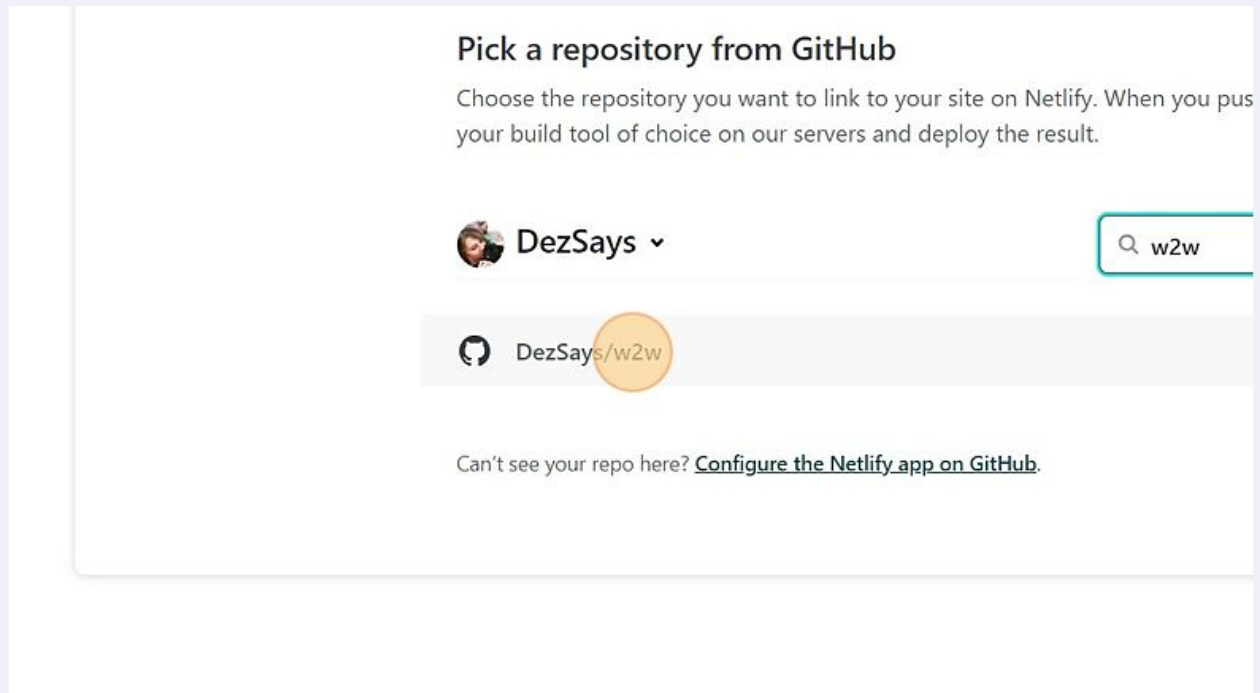 Pick a repository from GitHub
Choose the repository you want to link to your site on Netlify. When you pus
your build tool of choice on our servers and deploy the result.
DezSays
w2w
DezSays/w2w
Can't see your repo here? Configure the Netlify app on GitHub.